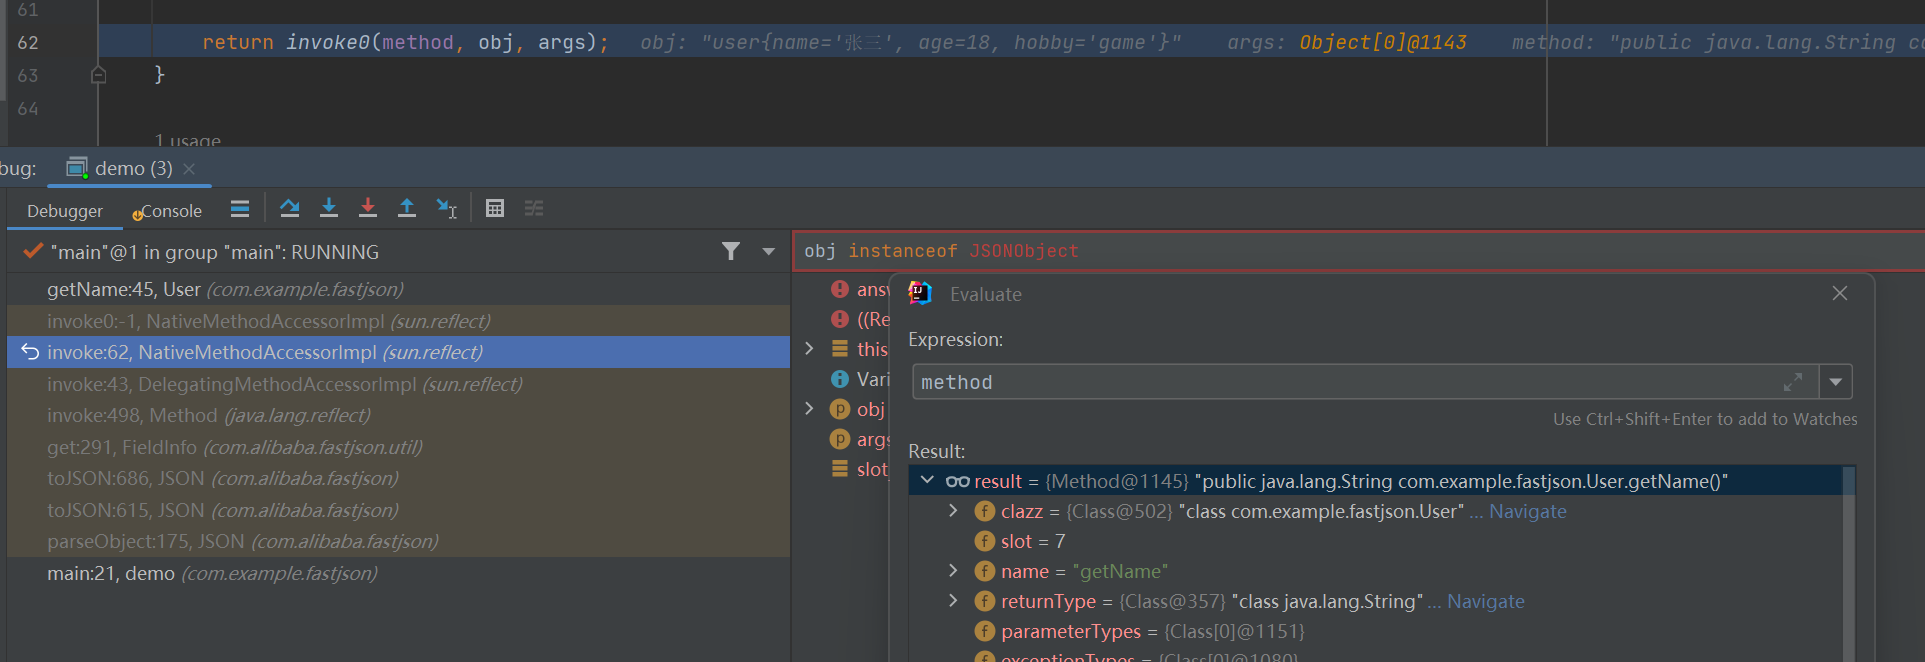 61
62 return invoke0(method, obj, args); obj: "user{name='张三', age=18, hobby='game'}" args: Object[0]@1143 method: "public java.lang.String co
63 }
64
1 usage
bug: demo (3)
Debugger Console
"main"@1 in group "main": RUNNING
getName:45, User (com.example.fastjson)
invoke0:-1, NativeMethodAccessorImpl (sun.reflect)
invoke:62, NativeMethodAccessorImpl (sun.reflect)
invoke:43, DelegatingMethodAccessorImpl (sun.reflect)
invoke:498, Method (java.lang.reflect)
get:291, FieldInfo (com.alibaba.fastjson.util)
toJSON:686, JSON (com.alibaba.fastjson)
toJSON:615, JSON (com.alibaba.fastjson)
parseObject:175, JSON (com.alibaba.fastjson)
main:21, demo (com.example.fastjson)
obj instanceof JSONObject
answ
((Re
this
Vari
obj
args
slot
Evaluate
Expression:
method
Use Ctrl+Shift+Enter to add to Watches
Result:
result = {Method@1145} "public java.lang.String com.example.fastjson.User.getName()"
clazz = {Class@502} "class com.example.fastjson.User" ... Navigate
slot = 7
name = "getName"
returnType = {Class@357} "class java.lang.String" ... Navigate
parameterTypes = {Class[0]@1151}
exceptionTypes = {Class[0]@1080}